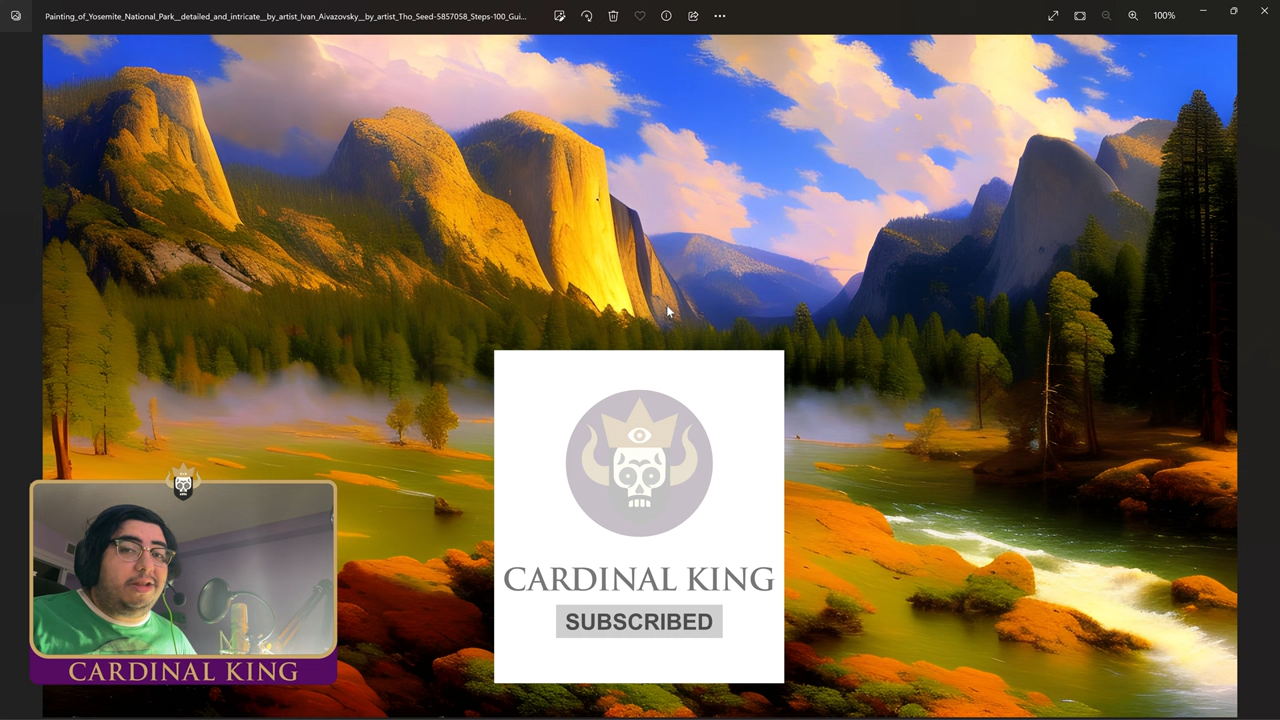 Painting_of_Yosemite_National_Park__detailed_and_intricate__by_artist_Ivan_Aivazovsky__by_artist_Tho_Seed-5857058_Steps-100_Gui...
100%
CARDINAL KING
SUBSCRIBED
CARDINAL KING